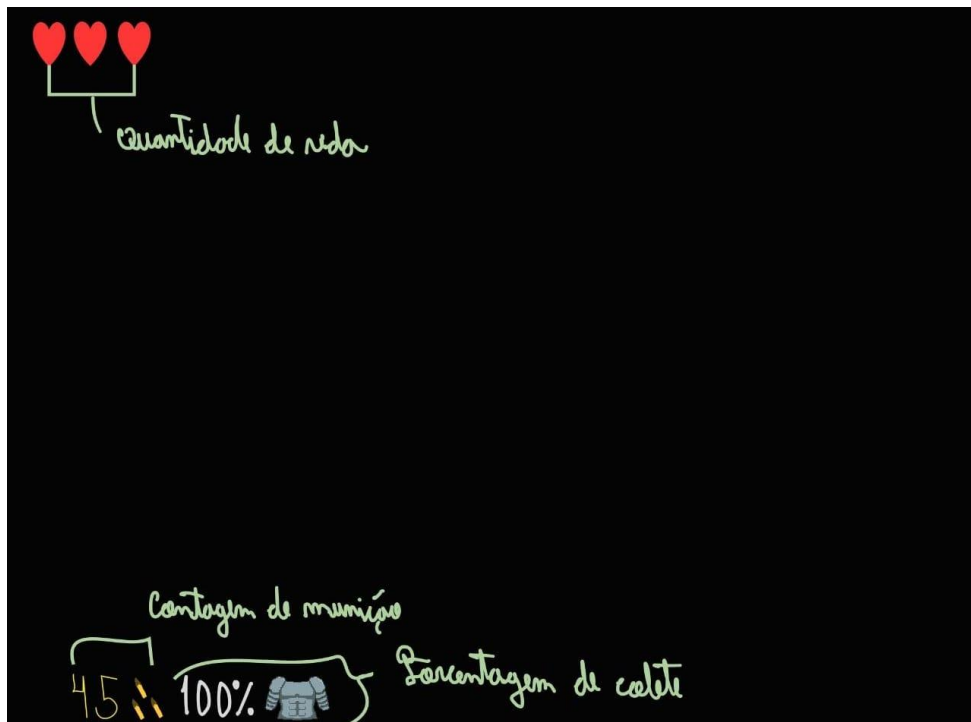 Quantidade de vida
Contagem de munição
45 100%
Porcentagem de colete